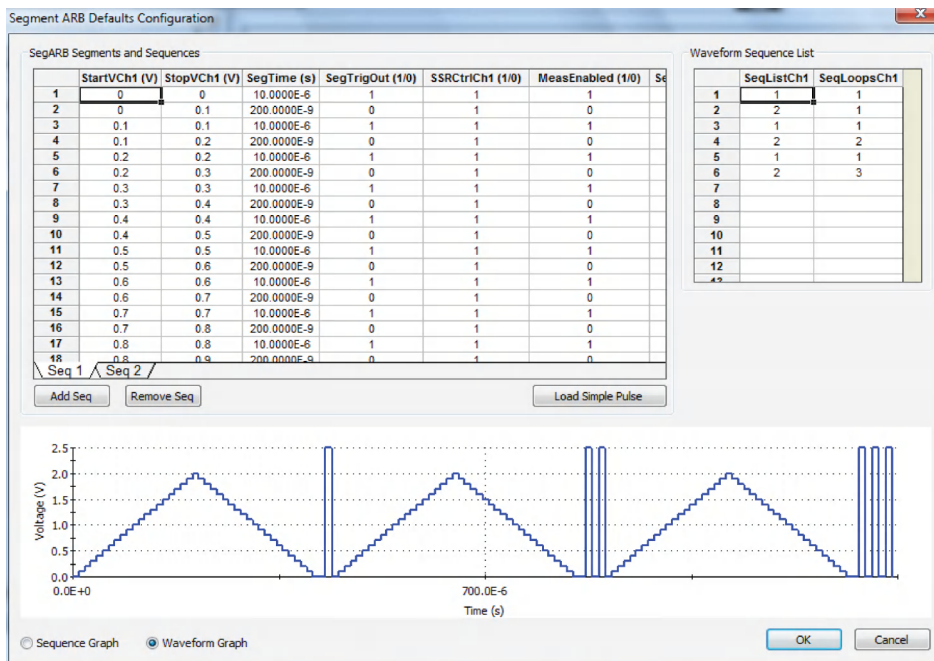 Segment ARB Defaults Configuration
SegARB Segments and Sequences
StartVCh1 (V) StopVCh1 (V) SegTime (s) SegTrigOut (1/0) SSRCtrlCh1 (1/0) MeasEnabled (1/0) Se
1 0 0 10.0000E-6 1 1 1
2 0 0.1 200.0000E-9 0 1 0
3 0.1 0.1 10.0000E-6 1 1 1
4 0.1 0.2 200.0000E-9 0 1 0
5 0.2 0.2 10.0000E-6 1 1 1
6 0.2 0.3 200.0000E-9 0 1 0
7 0.3 0.3 10.0000E-6 1 1 1
8 0.3 0.4 200.0000E-9 0 1 0
9 0.4 0.4 10.0000E-6 1 1 1
10 0.4 0.5 200.0000E-9 0 1 0
11 0.5 0.5 10.0000E-6 1 1 1
12 0.5 0.6 200.0000E-9 0 1 0
13 0.6 0.6 10.0000E-6 1 1 1
14 0.6 0.7 200.0000E-9 0 1 0
15 0.7 0.7 10.0000E-6 1 1 1
16 0.7 0.8 200.0000E-9 0 1 0
17 0.8 0.8 10.0000E-6 1 1 1
18 0.8 0.9 200.0000E-9 0 1 0
Seq 1 Seq 2
Add Seq Remove Seq Load Simple Pulse
Waveform Sequence List
SeqListCh1 SeqLoopsCh1
1 1 1
2 2 1
3 1 1
4 2 2
5 1 1
6 2 3
7
8
9
10
11
12
Voltage (V)
2.5
2.0
1.5
1.0
0.5
0.0
0.0E+0 700.0E-6
Time (s)
Sequence Graph Waveform Graph
OK Cancel